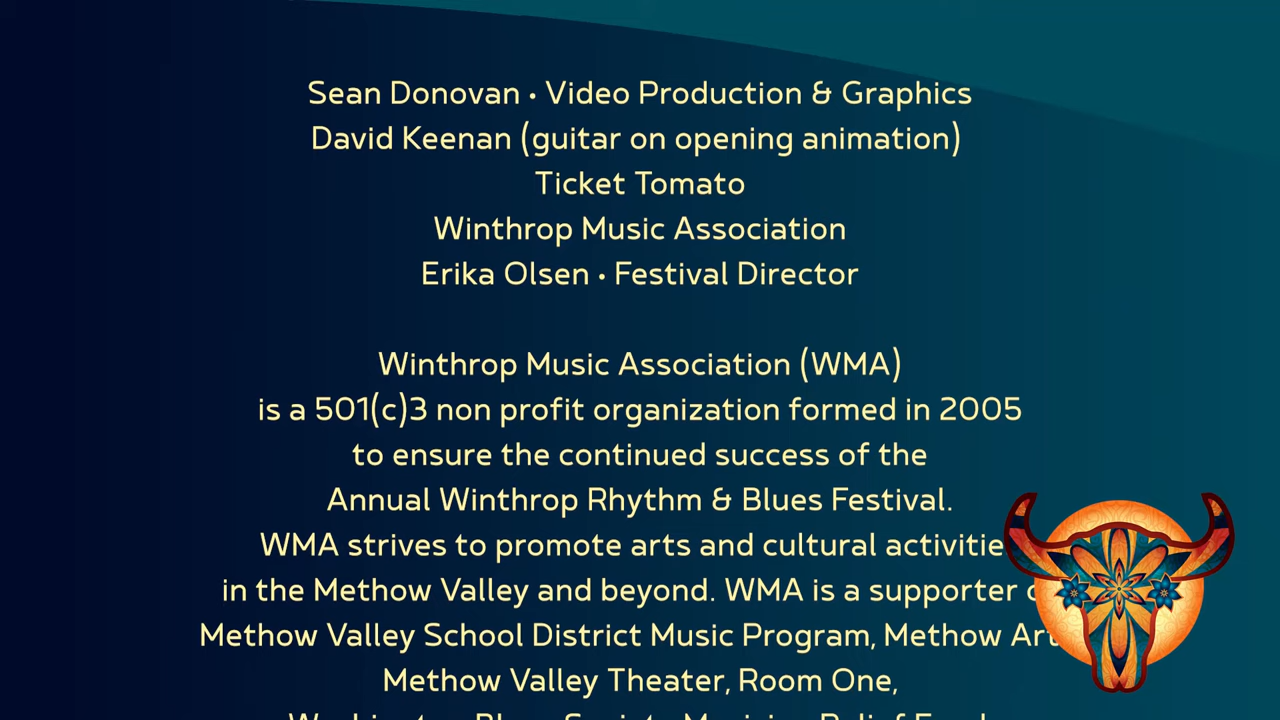 Sean Donovan • Video Production & Graphics
David Keenan (guitar on opening animation)
Ticket Tomato
Winthrop Music Association
Erika Olsen • Festival Director
Winthrop Music Association (WMA)
is a 501(c)3 non profit organization formed in 2005
to ensure the continued success of the
Annual Winthrop Rhythm & Blues Festival.
WMA strives to promote arts and cultural
in the Methow Valley and beyond. WMA is a supporter
Methow Valley School District Music Program, Methow
Methow Valley Theater, Room One,